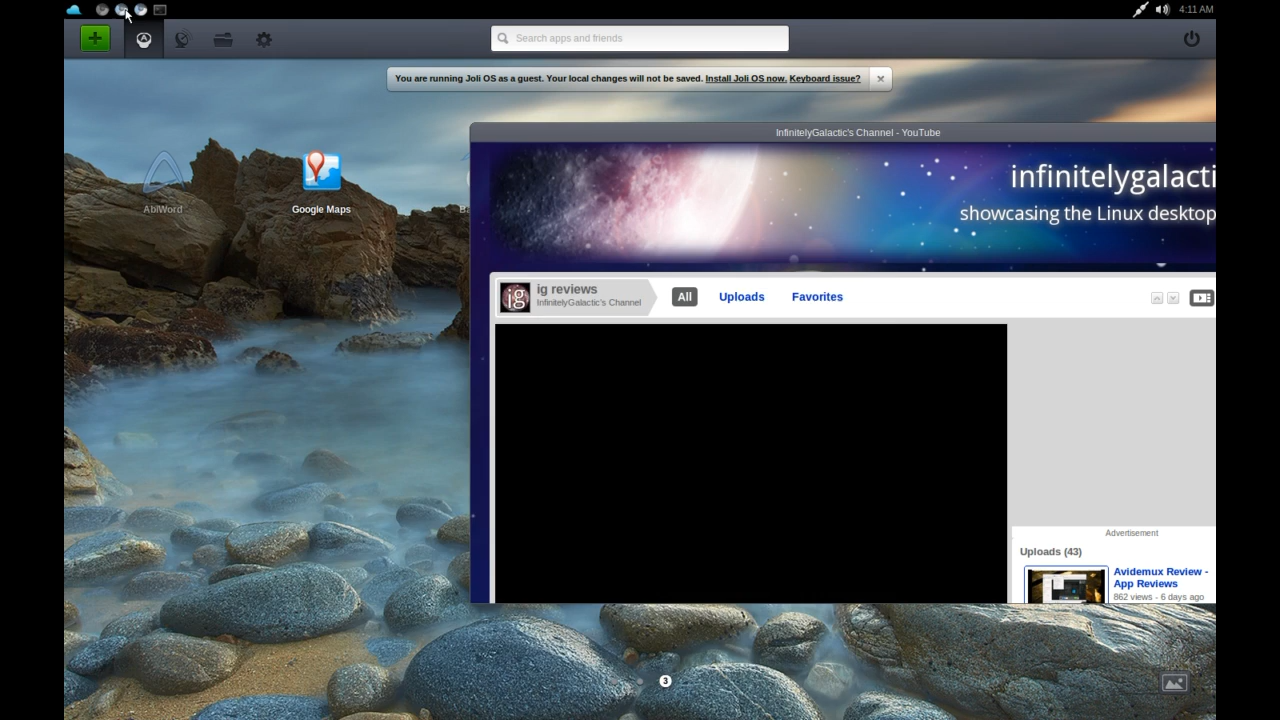 4:11 AM
Search apps and friends
You are running Joli OS as a guest. Your local changes will not be saved. Install Joli OS now. Keyboard issue?
InfinitelyGalactic's Channel - YouTube
infinitelygalacti
showcasing the Linux desktop
AbiWord
Google Maps
ig
ig reviews
InfinitelyGalactic's Channel
All
Uploads
Favorites
Advertisement
Uploads (43)
Avidemux Review -
App Reviews
862 views - 6 days ago
3